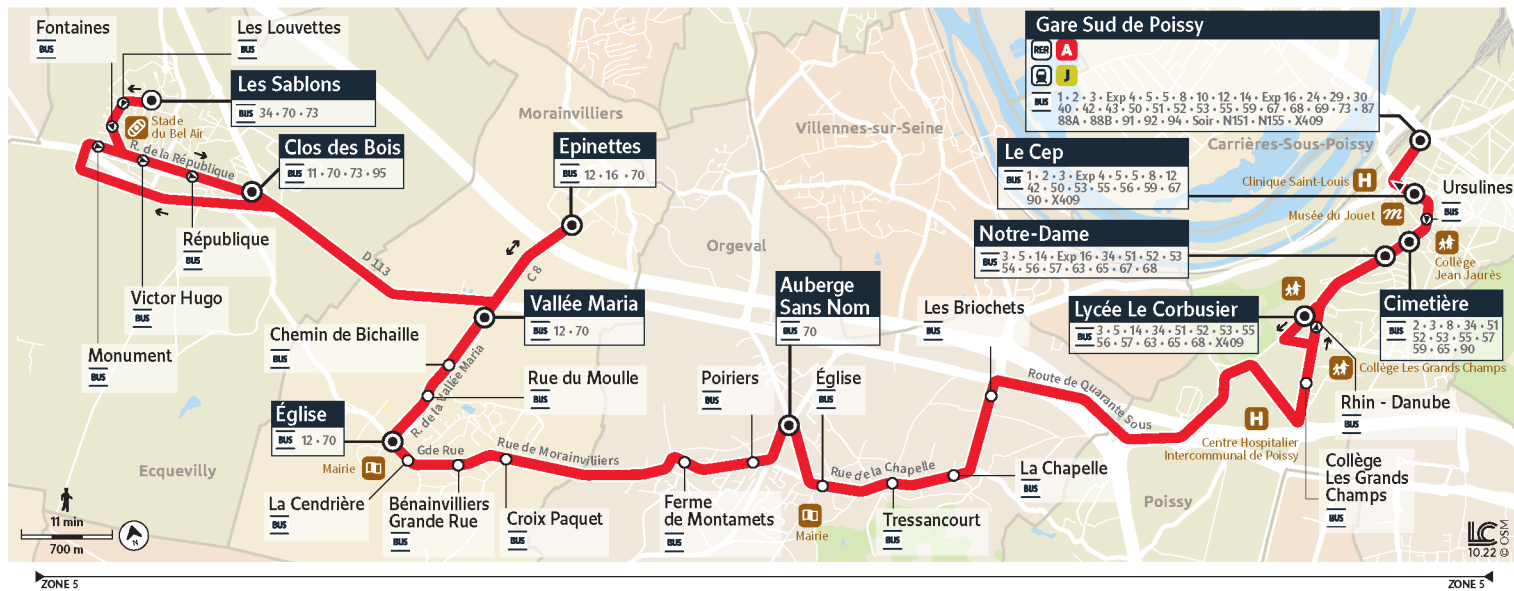 Fontaines
BUS
Les Louvettes
BUS
Les Sablons
BUS 34 • 70 • 73
Stade
du Bel Air
R. de la République
Clos des Bois
BUS 11 • 70 • 73 • 95
République
BUS
Victor Hugo
BUS
Monument
BUS
D 113
Morainvilliers
Epinettes
BUS 12 • 16 • 70
C 8
Vallée Maria
BUS 12 • 70
Chemin de Bichaille
BUS
R. de la Vallée Maria
Rue du Moulle
BUS
Église
BUS 12 • 70
Mairie
Ecquevilly
Gde Rue
La Cendrière
BUS
Bénainvilliers
Grande Rue
BUS
Rue de Morainvilliers
Croix Paquet
BUS
Poiriers
BUS
Ferme
de Montamets
BUS
Orgeval
Villennes-sur-Seine
Auberge
Sans Nom
BUS 70
Église
BUS
Mairie
Rue de la Chapelle
Tressancourt
BUS
La Chapelle
BUS
Les Briochets
BUS
Route de Quarante Sous
Poissy
Gare Sud de Poissy
RER A
J
BUS 1 • 2 • 3 • Exp 4 • 5 • 5 • 8 • 10 • 12 • 14 • Exp 16 • 24 • 29 • 30
40 • 42 • 43 • 50 • 51 • 52 • 53 • 55 • 59 • 67 • 68 • 69 • 73 • 87
88A • 88B • 91 • 92 • 94 • Soir • N151 • N155 • X409
Carrières-Sous-Poissy
Le Cep
BUS 1 • 2 • 3 • Exp 4 • 5 • 5 • 8 • 12
42 • 50 • 53 • 55 • 56 • 59 • 67
90 • X409
Clinique Saint-Louis H
Musée du Jouet m
Ursulines
BUS
Notre-Dame
BUS 3 • 5 • 14 • Exp 16 • 34 • 51 • 52 • 53
54 • 56 • 57 • 63 • 65 • 67 • 68
Collège
Jean Jaurès
Lycée Le Corbusier
BUS 3 • 5 • 14 • 34 • 51 • 52 • 53 • 55
56 • 57 • 63 • 65 • 68 • X409
Cimetière
BUS 2 • 3 • 8 • 34 • 51
52 • 53 • 55 • 57
59 • 65 • 90
Collège Les Grands Champs
Rhin - Danube
BUS
H
Centre Hospitalier
Intercommunal de Poissy
Collège
Les Grands
Champs
BUS
11 min
700 m
N
LC
10.22 © OSM
ZONE 5
ZONE 5